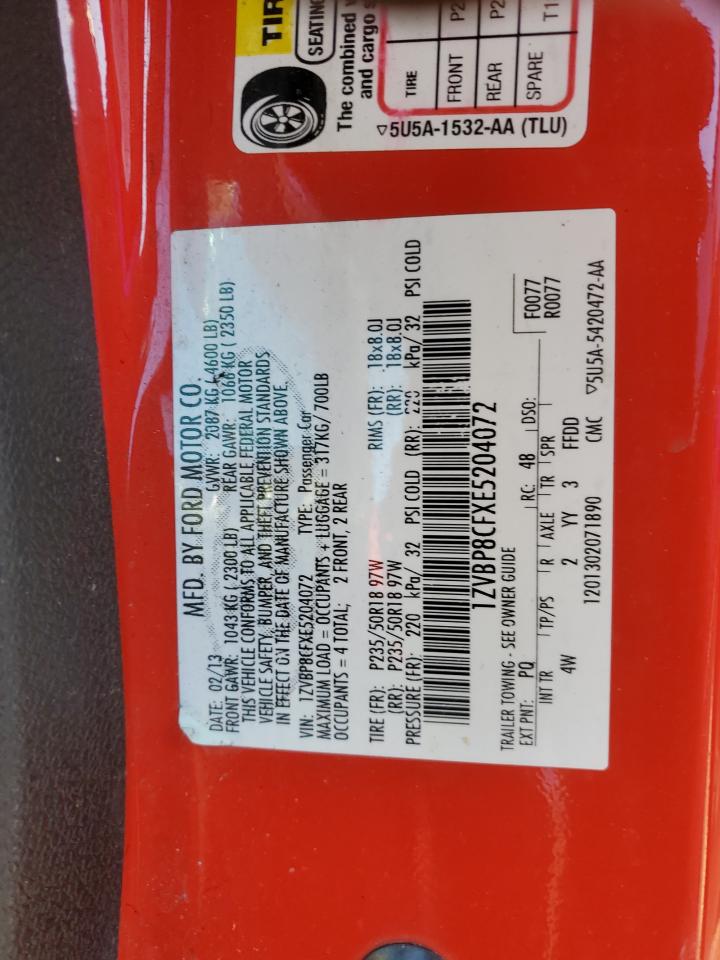 MFD. BY FORD MOTOR CO.
DATE: 02/13 GVWR: 2087 KG ( 4600 LB)
FRONT GAWR: 1043 KG ( 2300 LB) REAR GAWR: 1066 KG ( 2350 LB)
THIS VEHICLE CONFORMS TO ALL APPLICABLE FEDERAL MOTOR
VEHICLE SAFETY, BUMPER, AND THEFT PREVENTION STANDARDS
IN EFFECT ON THE DATE OF MANUFACTURE SHOWN ABOVE.
VIN: 1ZVBP8CFXE5204072 TYPE: Passenger Car
MAXIMUM LOAD = OCCUPANTS + LUGGAGE = 317KG/ 700LB
OCCUPANTS = 4 TOTAL; 2 FRONT, 2 REAR
TIRE (FR): P235/50R18 97W RIMS (FR): 18x8.0J
(RR): P235/50R18 97W (RR): 18x8.0J
PRESSURE (FR): 220 kPa/ 32 PSI COLD (RR): 220 kPa/ 32 PSI COLD
1ZVBP8CFXE5204072
TRAILER TOWING - SEE OWNER GUIDE
EXT PNT: PQ RC: 48 DSO: F0077
R0077
INT TR TP/PS R AXLE TR SPR
4W 2 YY 3 FFDD
1201302071890 CMC ▽5U5A-5420472-AA
TIR
SEATING
The combined
and cargo
TIRE
FRONT P2
REAR P2
SPARE T1
▽5U5A-1532-AA (TLU)